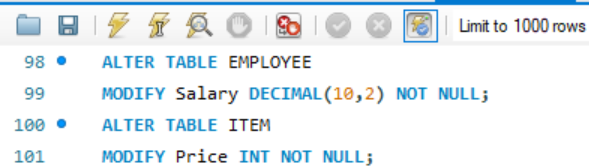 Limit to 1000 rows
98 ALTER TABLE EMPLOYEE
99 MODIFY Salary DECIMAL(10,2) NOT NULL;
100 ALTER TABLE ITEM
101 MODIFY Price INT NOT NULL;